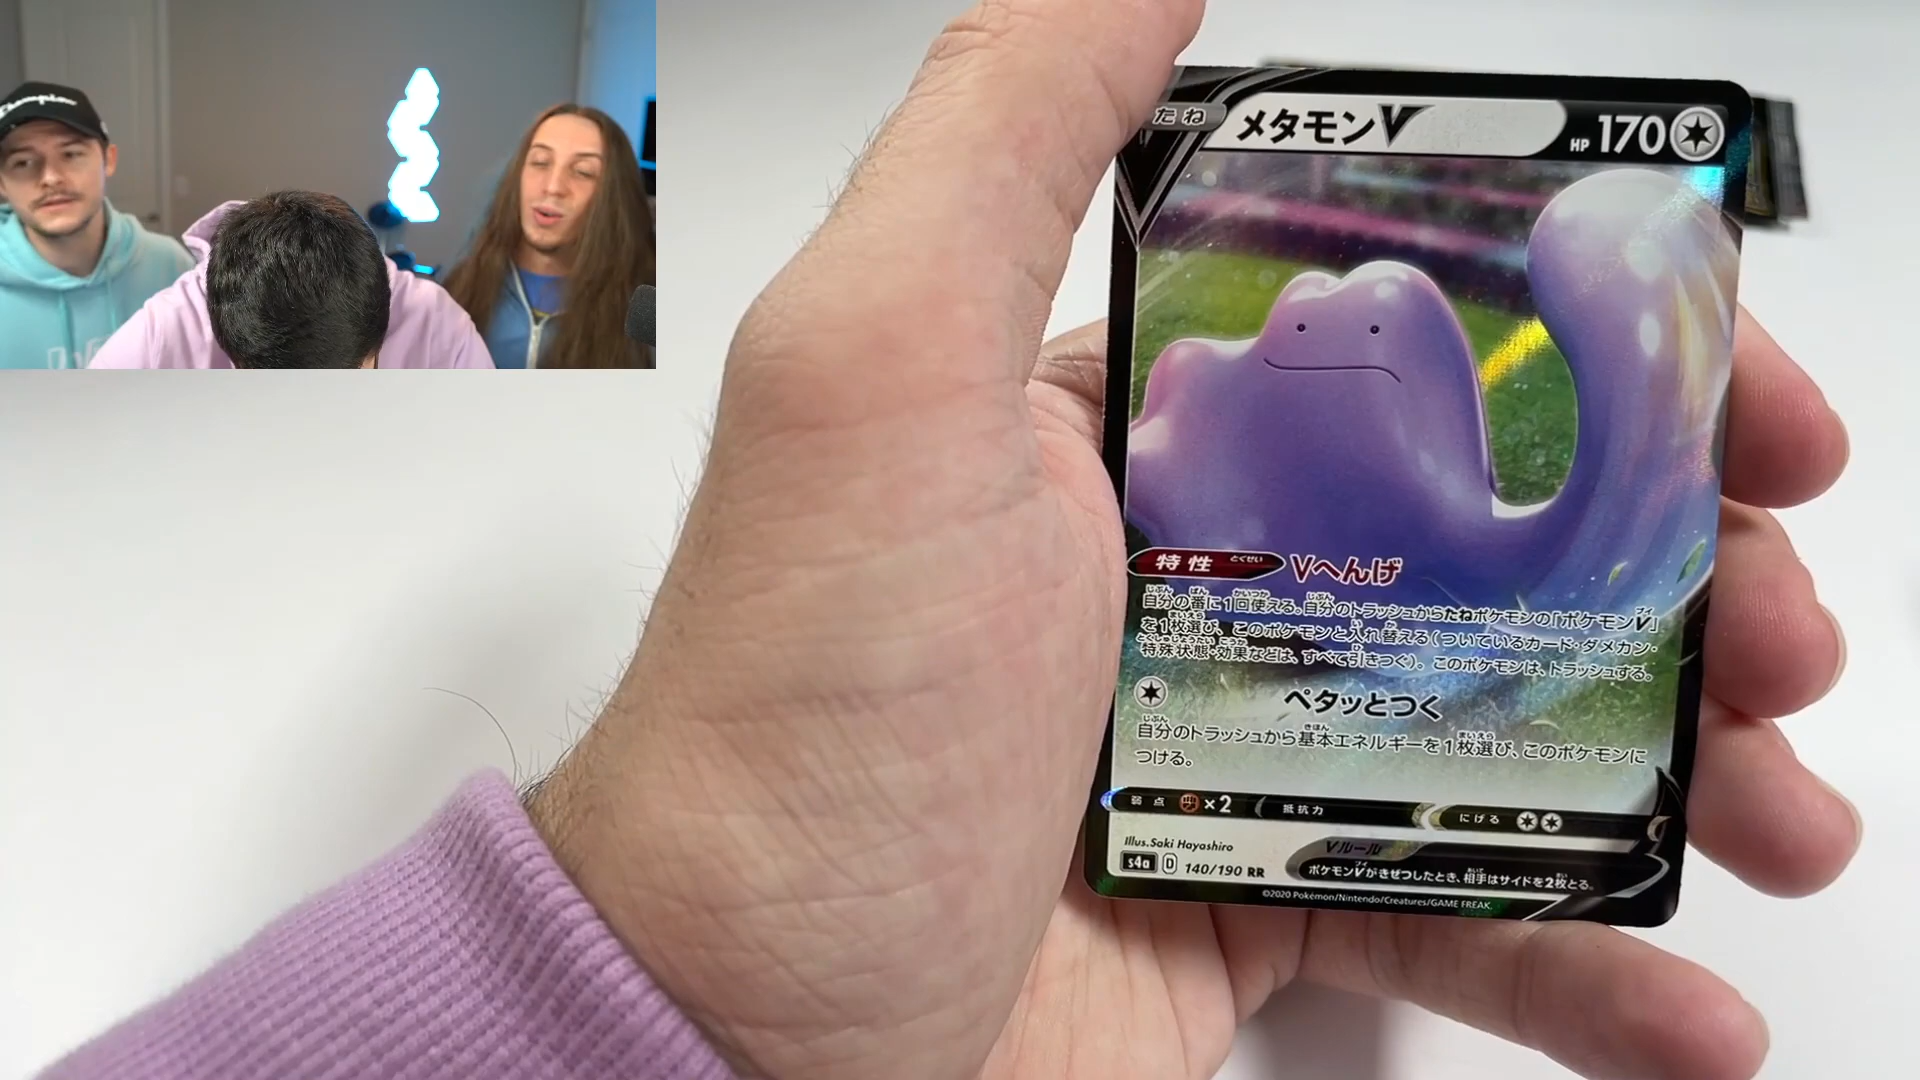 Champion
たね
メタモンV
HP 170
特性
とくせい
Vへんげ
自分の番に1回使える。自分のトラッシュからたねポケモンの「ポケモンV」
を1枚選び、このポケモンと入れ替える(ついているカード・ダメカン・
特殊状態・効果などは、すべて引きつぐ)。このポケモンは、トラッシュする。
ペタッとつく
自分のトラッシュから基本エネルギーを1枚選び、このポケモンに
つける。
弱点 ×2 抵抗力 にげる
Illus.Saki Hayashiro
Vルール
s4a D 140/190 RR
ポケモンVがきぜつしたとき、相手はサイドを2枚とる。
©2020 Pokémon/Nintendo/Creatures/GAME FREAK.